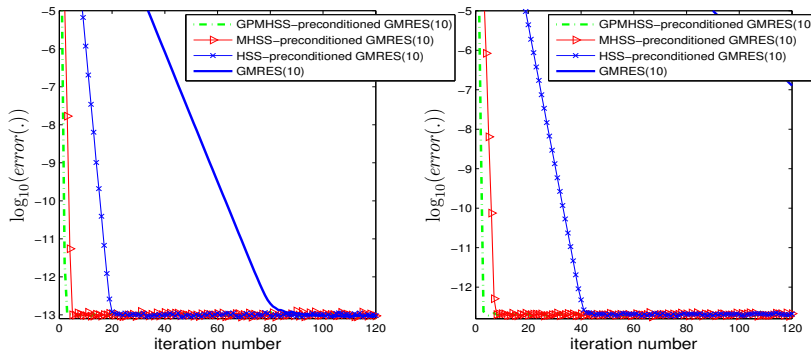 -5
-6
-7
-8
-9
-10
-11
-12
-13
0 20 40 60 80 100 120
log10(error(.))
iteration number
GPMHSS-preconditioned GMRES(10)
MHSS-preconditioned GMRES(10)
HSS-preconditioned GMRES(10)
GMRES(10)
-5
-6
-7
-8
-9
-10
-11
-12
0 20 40 60 80 100 120
log10(error(.))
iteration number
GPMHSS-preconditioned GMRES(10)
MHSS-preconditioned GMRES(10)
HSS-preconditioned GMRES(10)
GMRES(10)